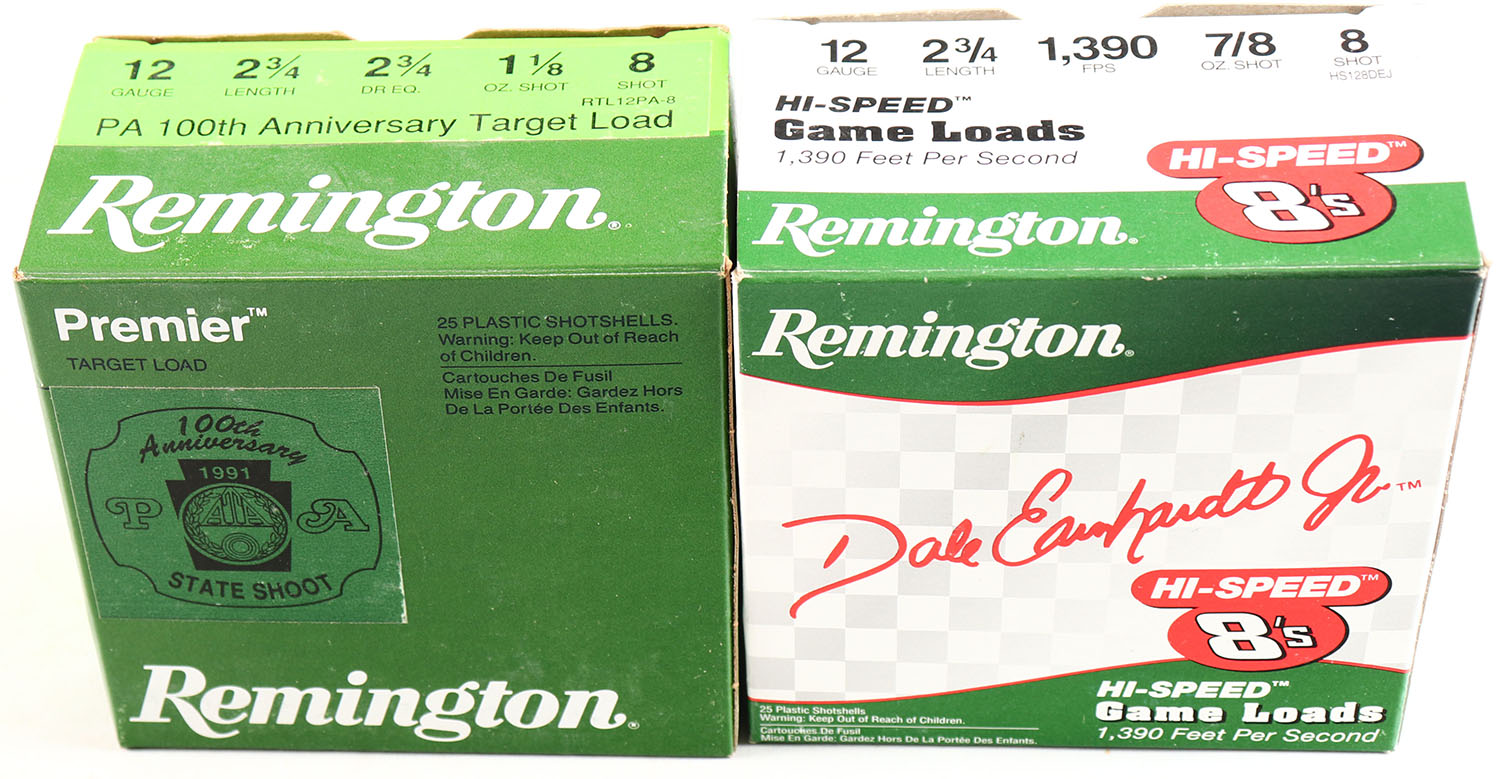 12 2¾ 2¾ 1⅛ 8
GAUGE LENGTH DR EQ. OZ. SHOT SHOT
RTL12PA-8
PA 100th Anniversary Target Load
Remington®
Premier™
TARGET LOAD
25 PLASTIC SHOTSHELLS.
Warning: Keep Out of Reach
of Children.
Cartouches De Fusil
Mise En Garde: Gardez Hors
De La Portée Des Enfants.
100th
Anniversary
1991
P ATA A
STATE SHOOT
Remington®
12 2¾ 1,390 7/8 8
GAUGE LENGTH FPS OZ. SHOT SHOT
HS128DEJ
HI-SPEED™
Game Loads
1,390 Feet Per Second
HI-SPEED™
8's
Remington®
Remington®
Dale Earnhardt Jr.™
HI-SPEED™
8's
HI-SPEED™
Game Loads
1,390 Feet Per Second
25 Plastic Shotshells
Warning: Keep Out of Reach of Children.
Cartouches De Fusil
Mise En Garde: Gardez Hors De La Portée Des Enfants.